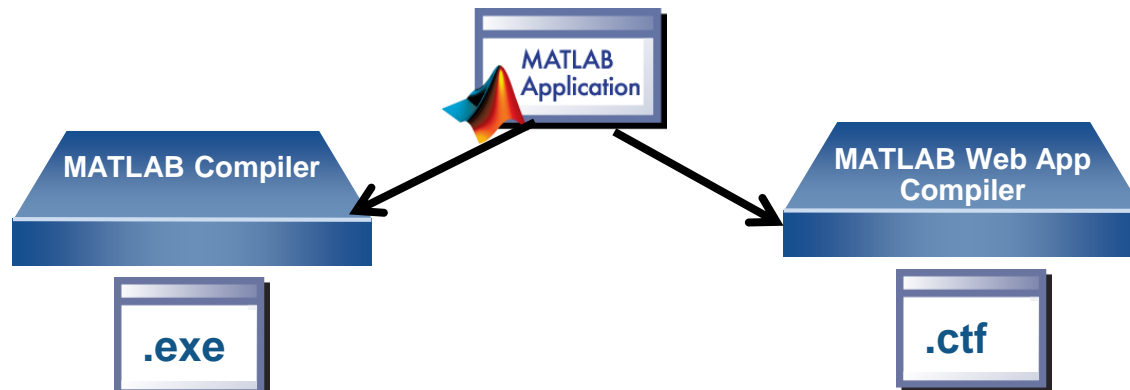 MATLAB
Application
MATLAB Compiler
MATLAB Web App
Compiler
.exe
.ctf